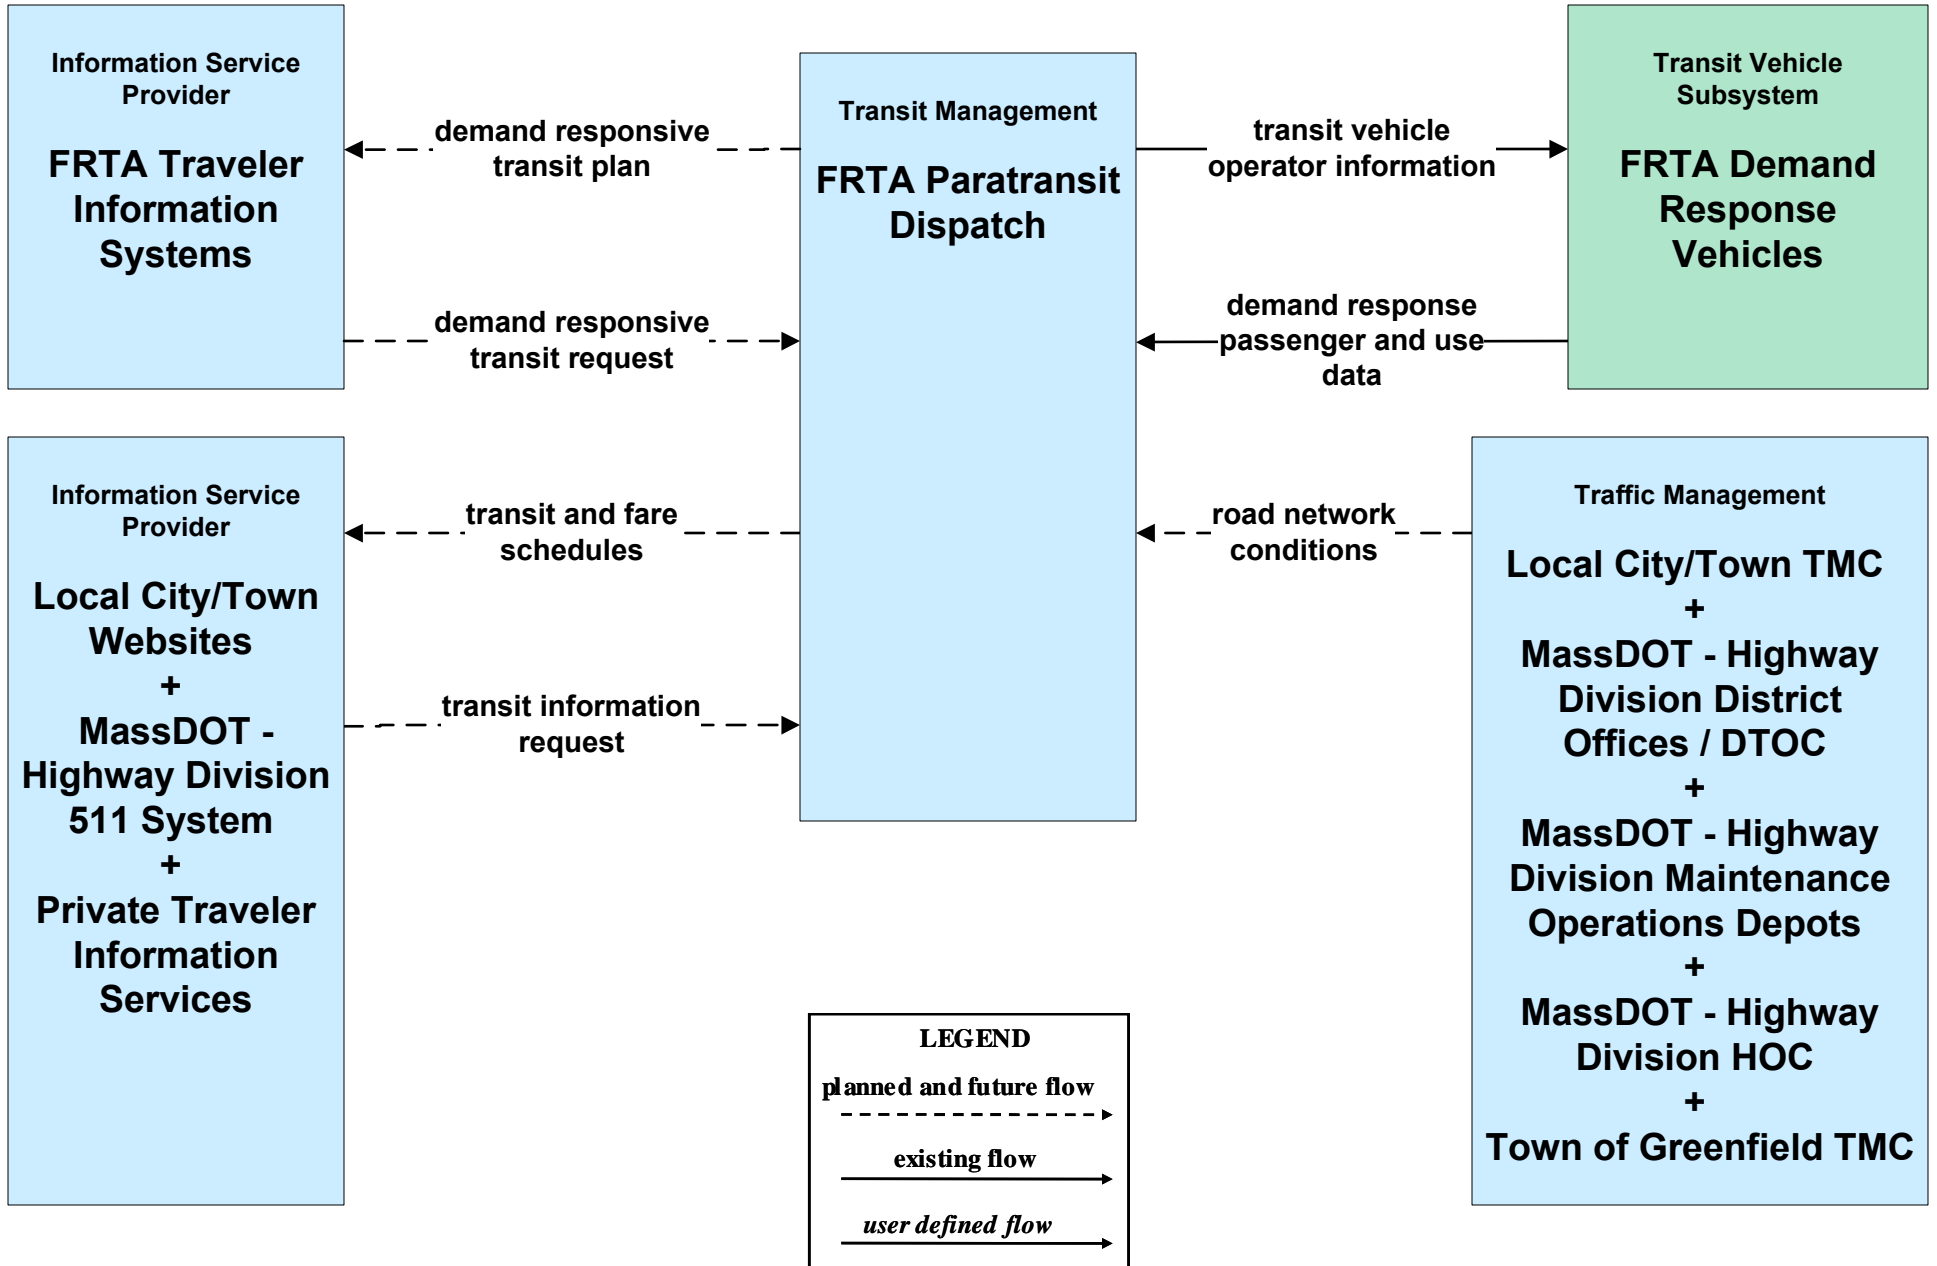 Information Service
Provider
FRTA Traveler
Information
Systems
demand responsive
transit plan
demand responsive
transit request
Transit Management
FRTA Paratransit
Dispatch
transit vehicle
operator information
demand response
passenger and use
data
Transit Vehicle
Subsystem
FRTA Demand
Response
Vehicles
Information Service
Provider
Local City/Town
Websites
+
MassDOT -
Highway Division
511 System
+
Private Traveler
Information
Services
transit and fare
schedules
transit information
request
road network
conditions
Traffic Management
Local City/Town TMC
+
MassDOT - Highway
Division District
Offices / DTOC
+
MassDOT - Highway
Division Maintenance
Operations Depots
+
MassDOT - Highway
Division HOC
+
Town of Greenfield TMC
LEGEND
planned and future flow
existing flow
user defined flow